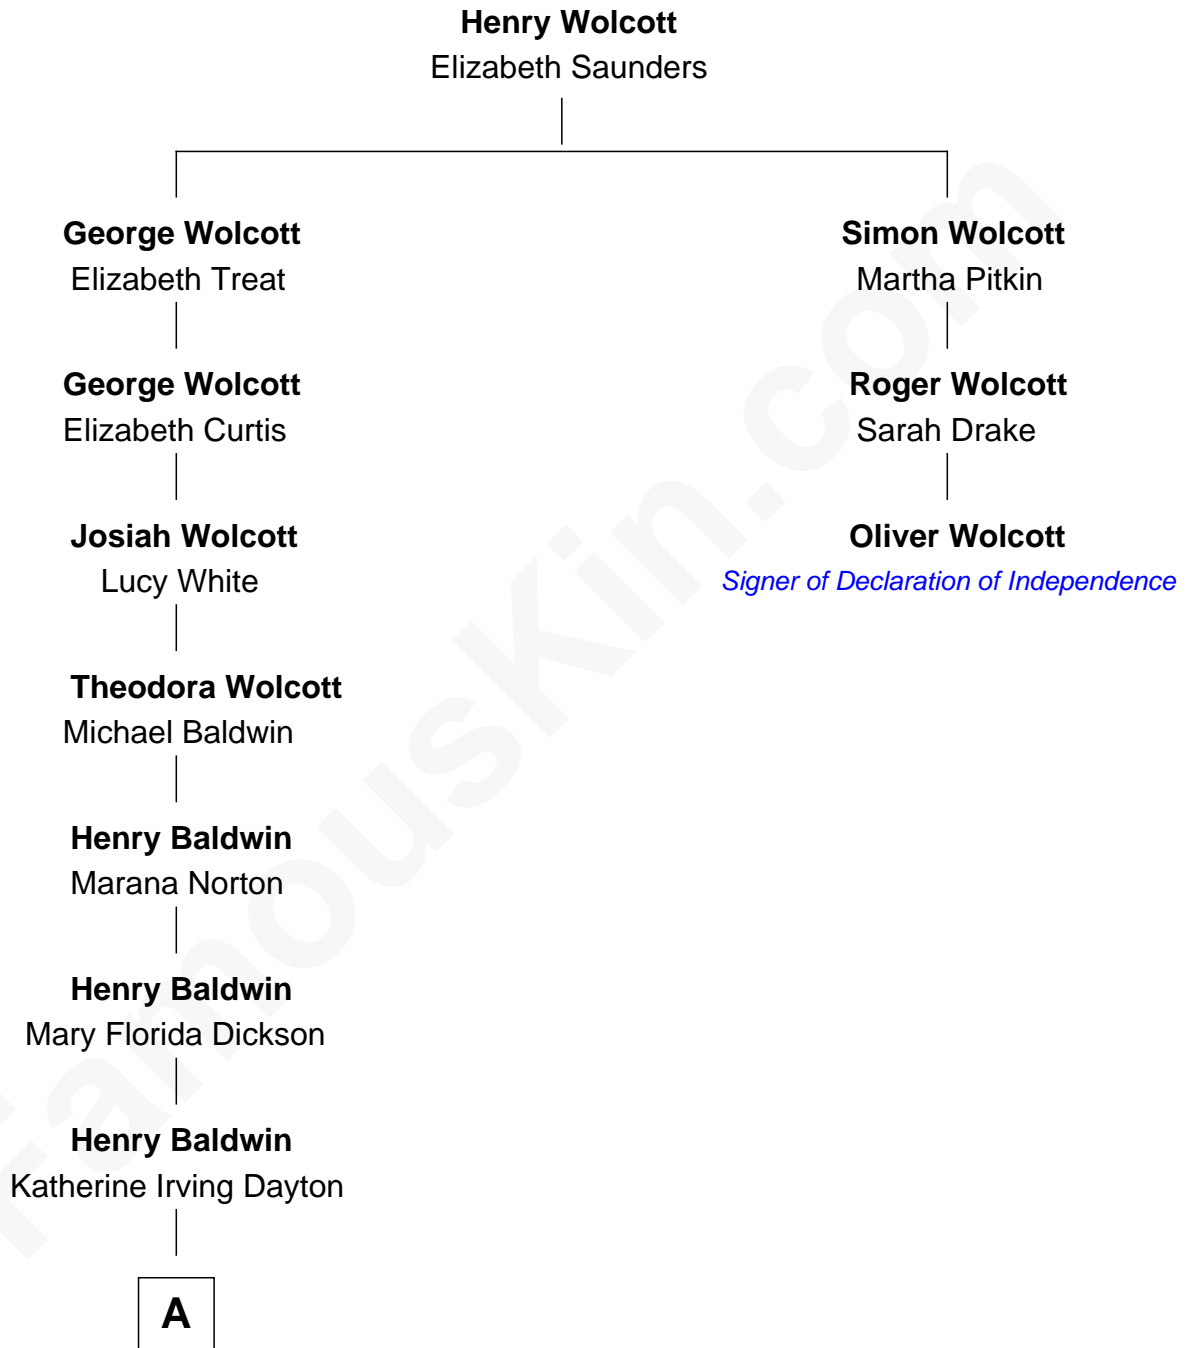 Henry Wolcott
Elizabeth Saunders
George Wolcott
Elizabeth Treat
Simon Wolcott
Martha Pitkin
George Wolcott
Elizabeth Curtis
Roger Wolcott
Sarah Drake
Josiah Wolcott
Lucy White
Oliver Wolcott
Signer of Declaration of Independence
Theodora Wolcott
Michael Baldwin
Henry Baldwin
Marana Norton
Henry Baldwin
Mary Florida Dickson
Henry Baldwin
Katherine Irving Dayton
A
FamousKin.com